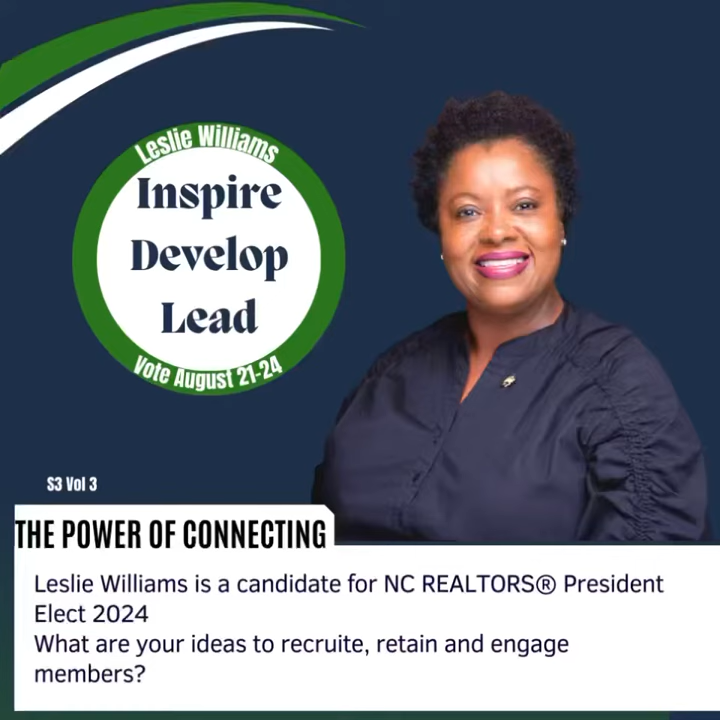 Leslie Williams
Inspire
Develop
Lead
Vote August 21-24
S3 Vol 3
THE POWER OF CONNECTING
Leslie Williams is a candidate for NC REALTORS® President
Elect 2024
What are your ideas to recruite, retain and engage
members?